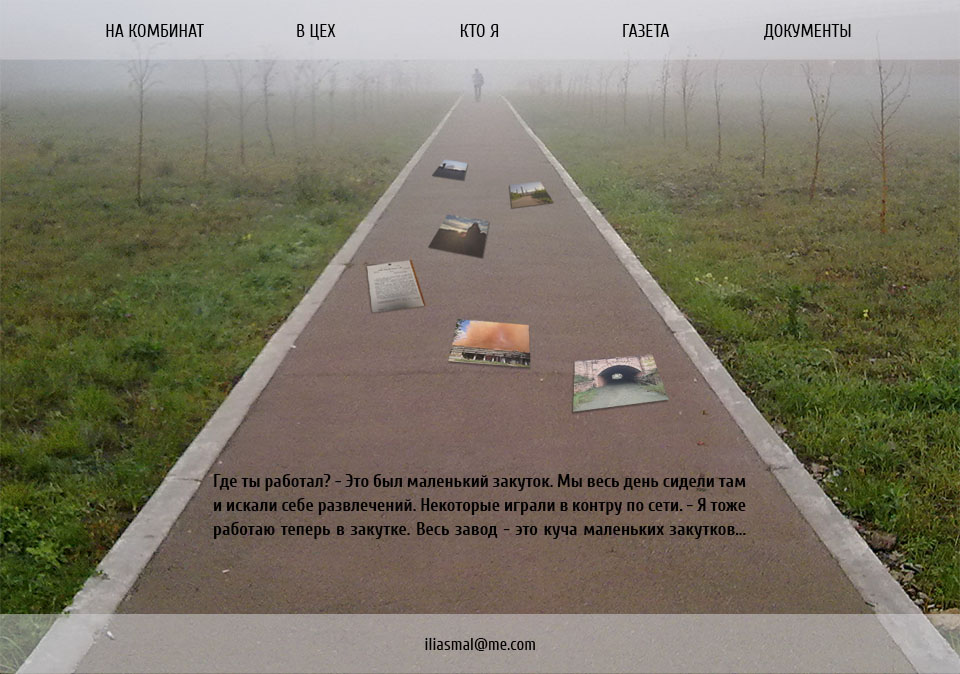 НА КОМБИНАТ В ЦЕХ КТО Я ГАЗЕТА ДОКУМЕНТЫ
Где ты работал? - Это был маленький закуток. Мы весь день сидели там
и искали себе развлечений. Некоторые играли в контру по сети. - Я тоже
работаю теперь в закутке. Весь завод - это куча маленьких закутков...
iliasmal@me.com